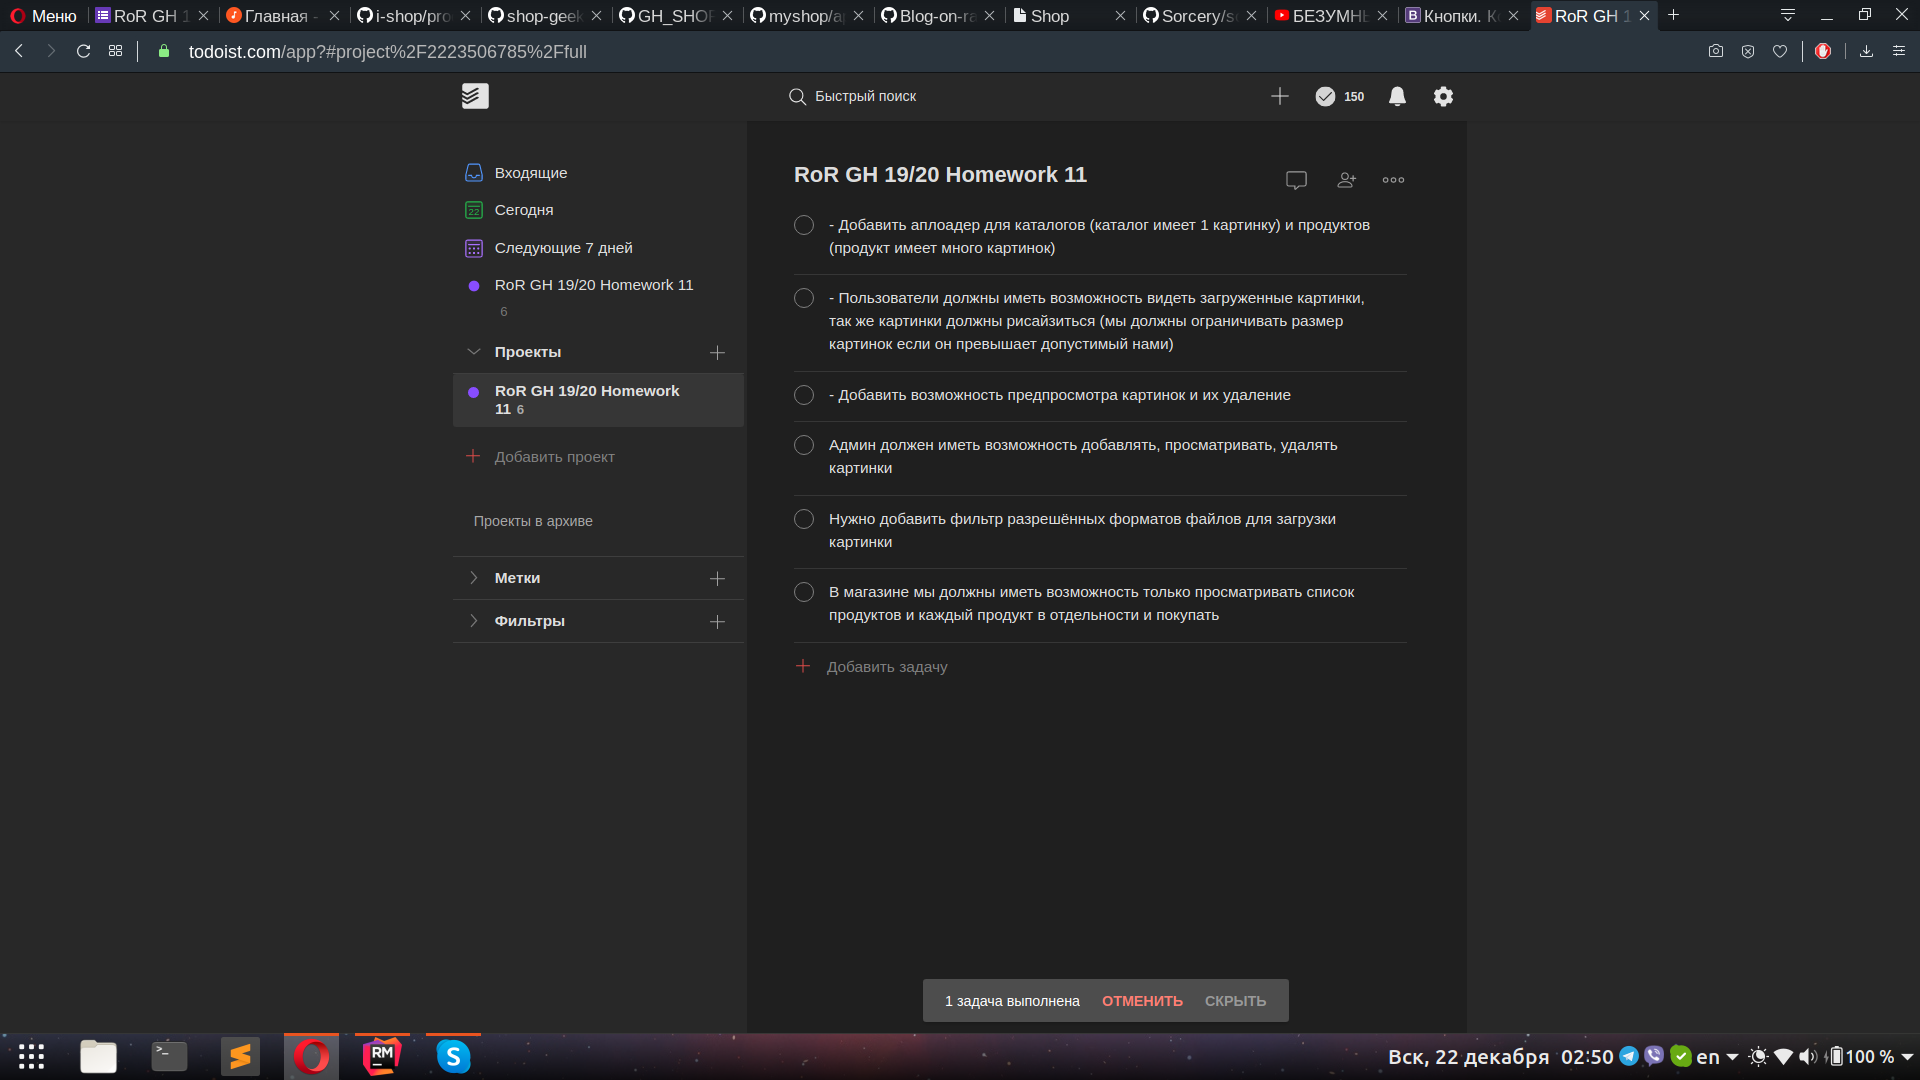 Меню
RoR GH 1
Главная -
i-shop/pro
shop-geek
GH_SHOP
myshop/a
Blog-on-ra
Shop
Sorcery/s
БЕЗУМНЫ
Кнопки. К
RoR GH 1
todoist.com/app?#project%2F2223506785%2Ffull
Быстрый поиск
150
Входящие
22
Сегодня
Следующие 7 дней
RoR GH 19/20 Homework 11
6
Проекты
RoR GH 19/20 Homework
11 6
Добавить проект
Проекты в архиве
Метки
Фильтры
RoR GH 19/20 Homework 11
- Добавить аплоадер для каталогов (каталог имеет 1 картинку) и продуктов
(продукт имеет много картинок)
- Пользователи должны иметь возможность видеть загруженные картинки,
так же картинки должны рисайзиться (мы должны ограничивать размер
картинок если он превышает допустимый нами)
- Добавить возможность предпросмотра картинок и их удаление
Админ должен иметь возможность добавлять, просматривать, удалять
картинки
Нужно добавить фильтр разрешённых форматов файлов для загрузки
картинки
В магазине мы должны иметь возможность только просматривать список
продуктов и каждый продукт в отдельности и покупать
Добавить задачу
1 задача выполнена ОТМЕНИТЬ СКРЫТЬ
>_
RM
S
Вск, 22 декабря 02:50
en
100 %